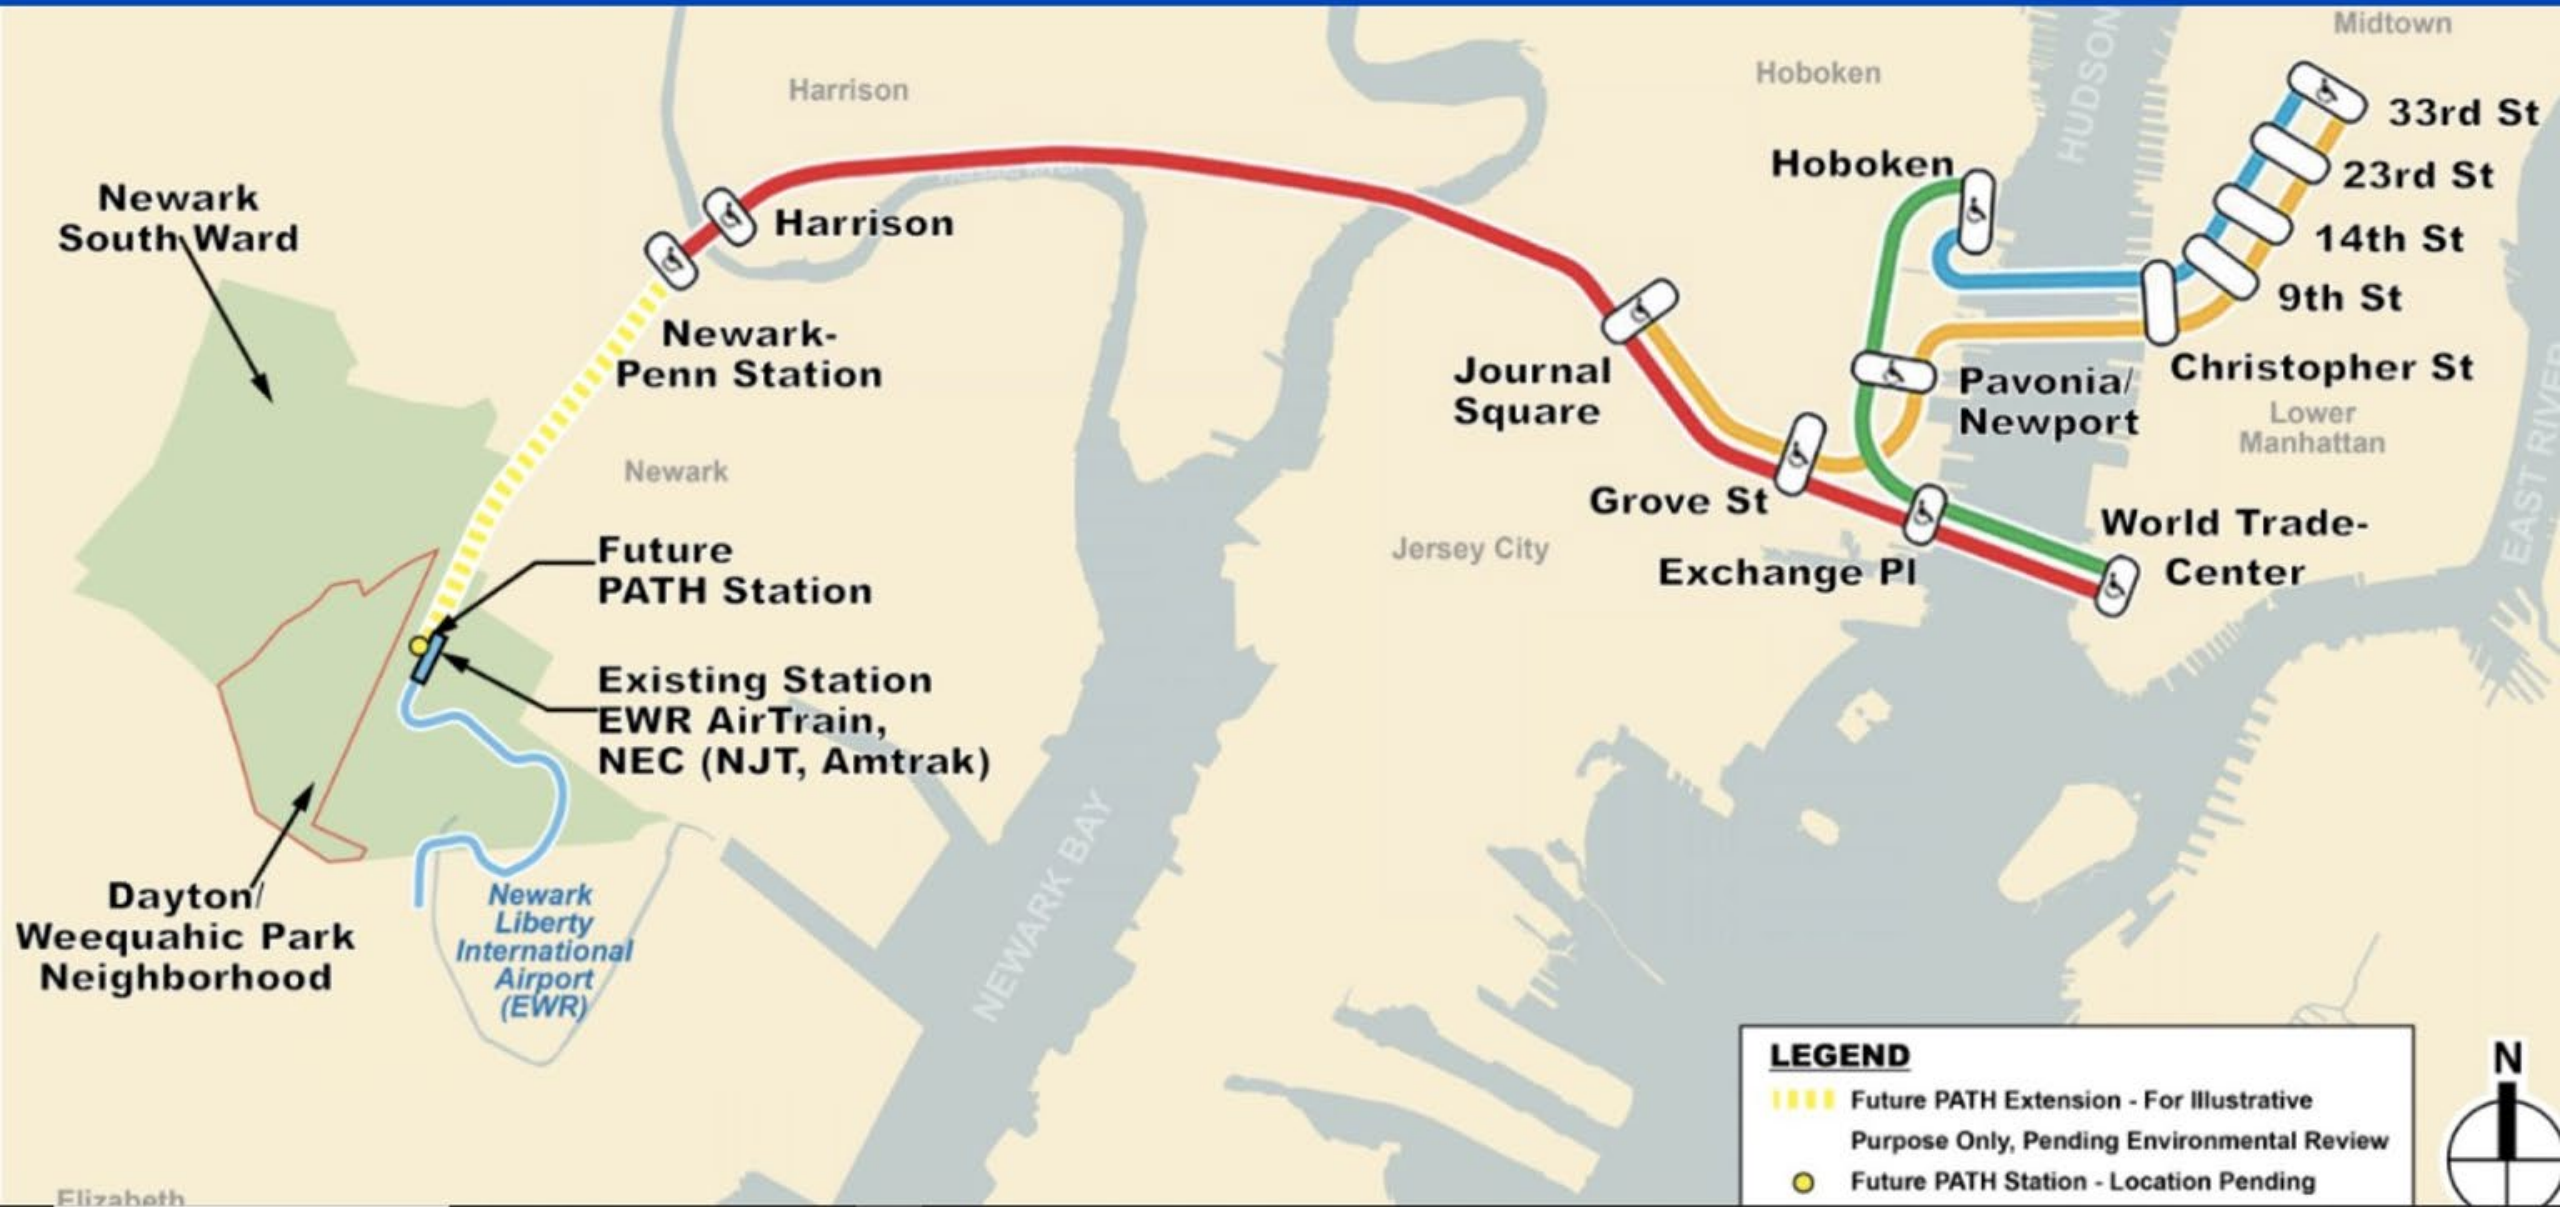 Midtown
Harrison
Hoboken
HUDSON
33rd St
Hoboken
23rd St
Newark
South Ward
Harrison
14th St
9th St
Newark-
Penn Station
Journal
Square
Pavonia/
Newport
Christopher St
Lower
Manhattan
EAST RIVER
Newark
Grove St
Jersey City
World Trade-
Center
Exchange Pl
Future
PATH Station
Existing Station
EWR AirTrain,
NEC (NJT, Amtrak)
NEWARK BAY
Dayton/
Weequahic Park
Neighborhood
Newark
Liberty
International
Airport
(EWR)
LEGEND
Future PATH Extension - For Illustrative
Purpose Only, Pending Environmental Review
Future PATH Station - Location Pending
N
Elizabeth